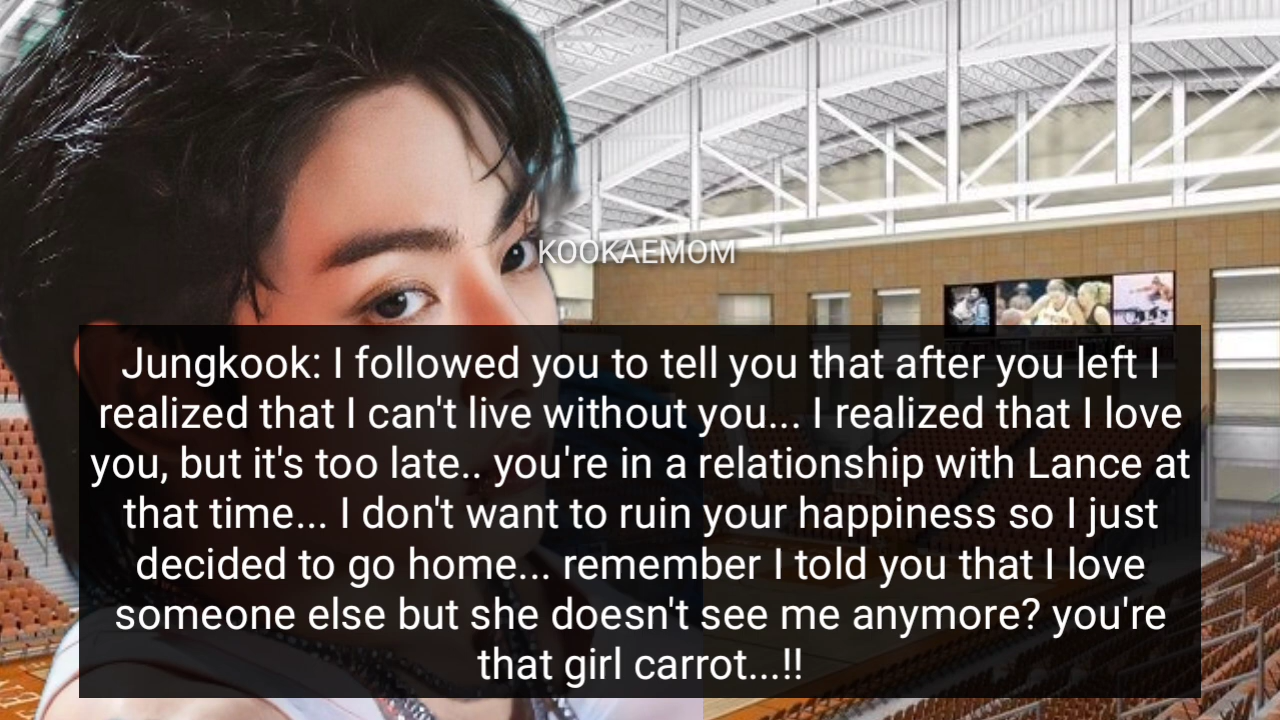 KOOKAEMOM
Jungkook: I followed you to tell you that after you left I
realized that I can't live without you... I realized that I love
you, but it's too late.. you're in a relationship with Lance at
that time... I don't want to ruin your happiness so I just
decided to go home... remember I told you that I love
someone else but she doesn't see me anymore? you're
that girl carrot...!!